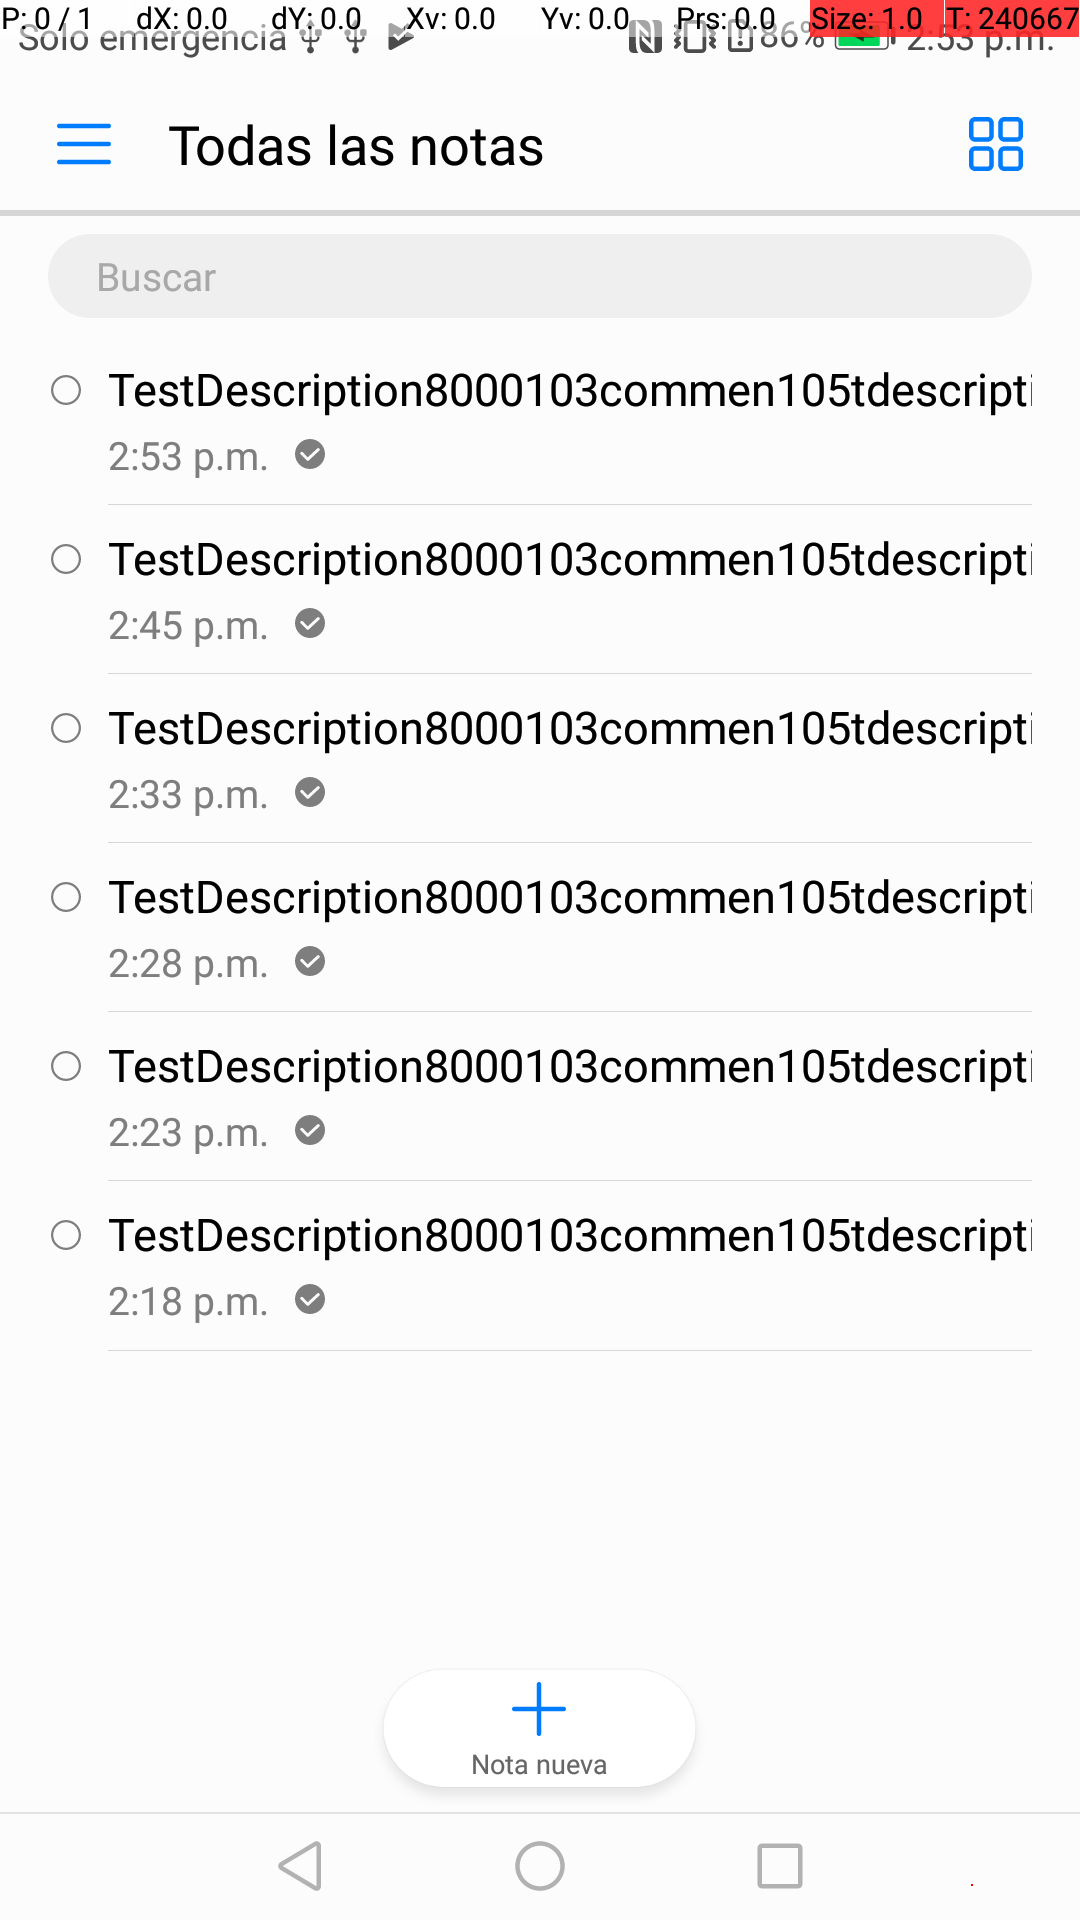 P: 0 / 1 dX: 0.0 dY: 0.0 Xv: 0.0 Yv: 0.0 Prs: 0.0 Size: 1.0 T: 240667
Solo emergencia 86% 2:53 p.m.
Todas las notas
Buscar
TestDescription8000103commen105tdescripti
2:53 p.m.
TestDescription8000103commen105tdescripti
2:45 p.m.
TestDescription8000103commen105tdescripti
2:33 p.m.
TestDescription8000103commen105tdescripti
2:28 p.m.
TestDescription8000103commen105tdescripti
2:23 p.m.
TestDescription8000103commen105tdescripti
2:18 p.m.
Nota nueva